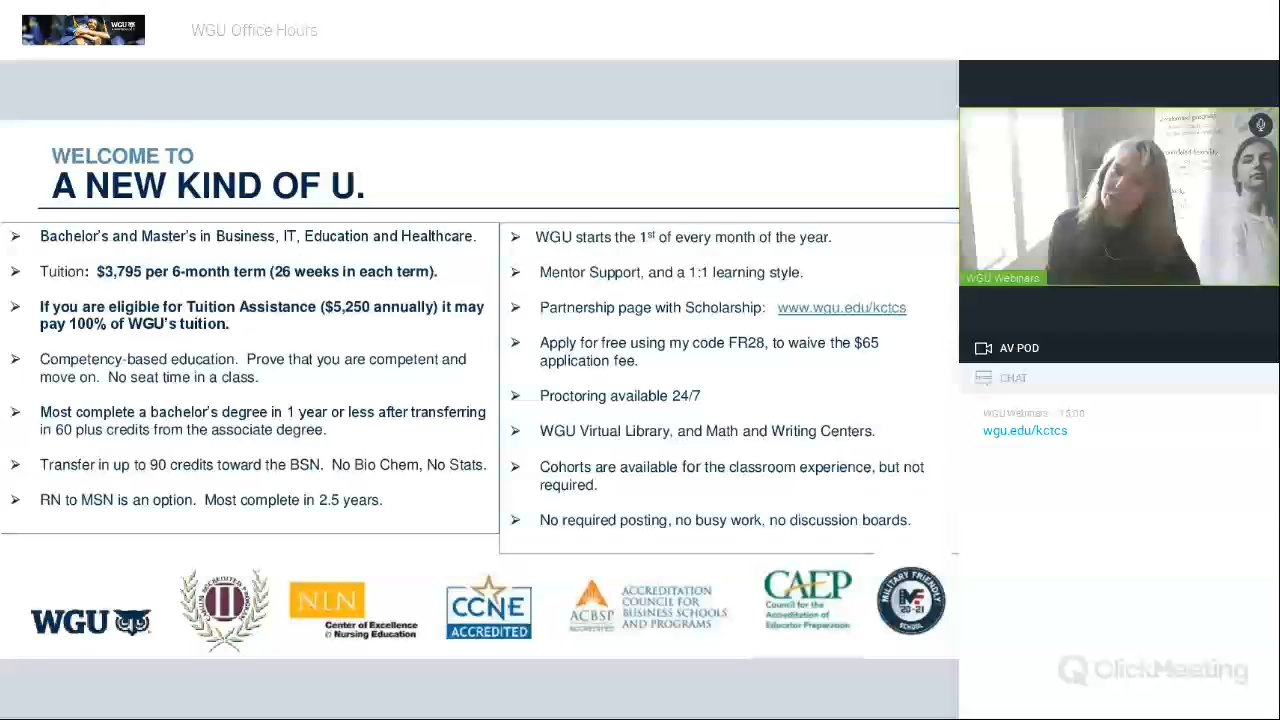 WGU
WGU Office Hours
WELCOME TO
A NEW KIND OF U.
Bachelor's and Master's in Business, IT, Education and Healthcare.
Tuition: $3,795 per 6-month term (26 weeks in each term).
If you are eligible for Tuition Assistance ($5,250 annually) it may
pay 100% of WGU's tuition.
Competency-based education. Prove that you are competent and
move on. No seat time in a class.
Most complete a bachelor's degree in 1 year or less after transferring
in 60 plus credits from the associate degree.
Transfer in up to 90 credits toward the BSN. No Bio Chem, No Stats.
RN to MSN is an option. Most complete in 2.5 years.
WGU starts the 1st of every month of the year.
Mentor Support, and a 1:1 learning style.
Partnership page with Scholarship: www.wgu.edu/kctcs
Apply for free using my code FR28, to waive the $65
application fee.
Proctoring available 24/7
WGU Virtual Library, and Math and Writing Centers.
Cohorts are available for the classroom experience, but not
required.
No required posting, no busy work, no discussion boards.
WGU
ACCREDITED
NLN
Center of Excellence
in Nursing Education
CCNE
ACCREDITED
ACBSP
ACCREDITED
ACCREDITATION
COUNCIL FOR
BUSINESS SCHOOLS
AND PROGRAMS
CAEP
Council for the
Accreditation of
Educator Preparation
MILITARY FRIENDLY
'20-21
SCHOOL
WGU Webinars
AV POD
CHAT
WGU Webinars 15:00
wgu.edu/kctcs
ClickMeeting